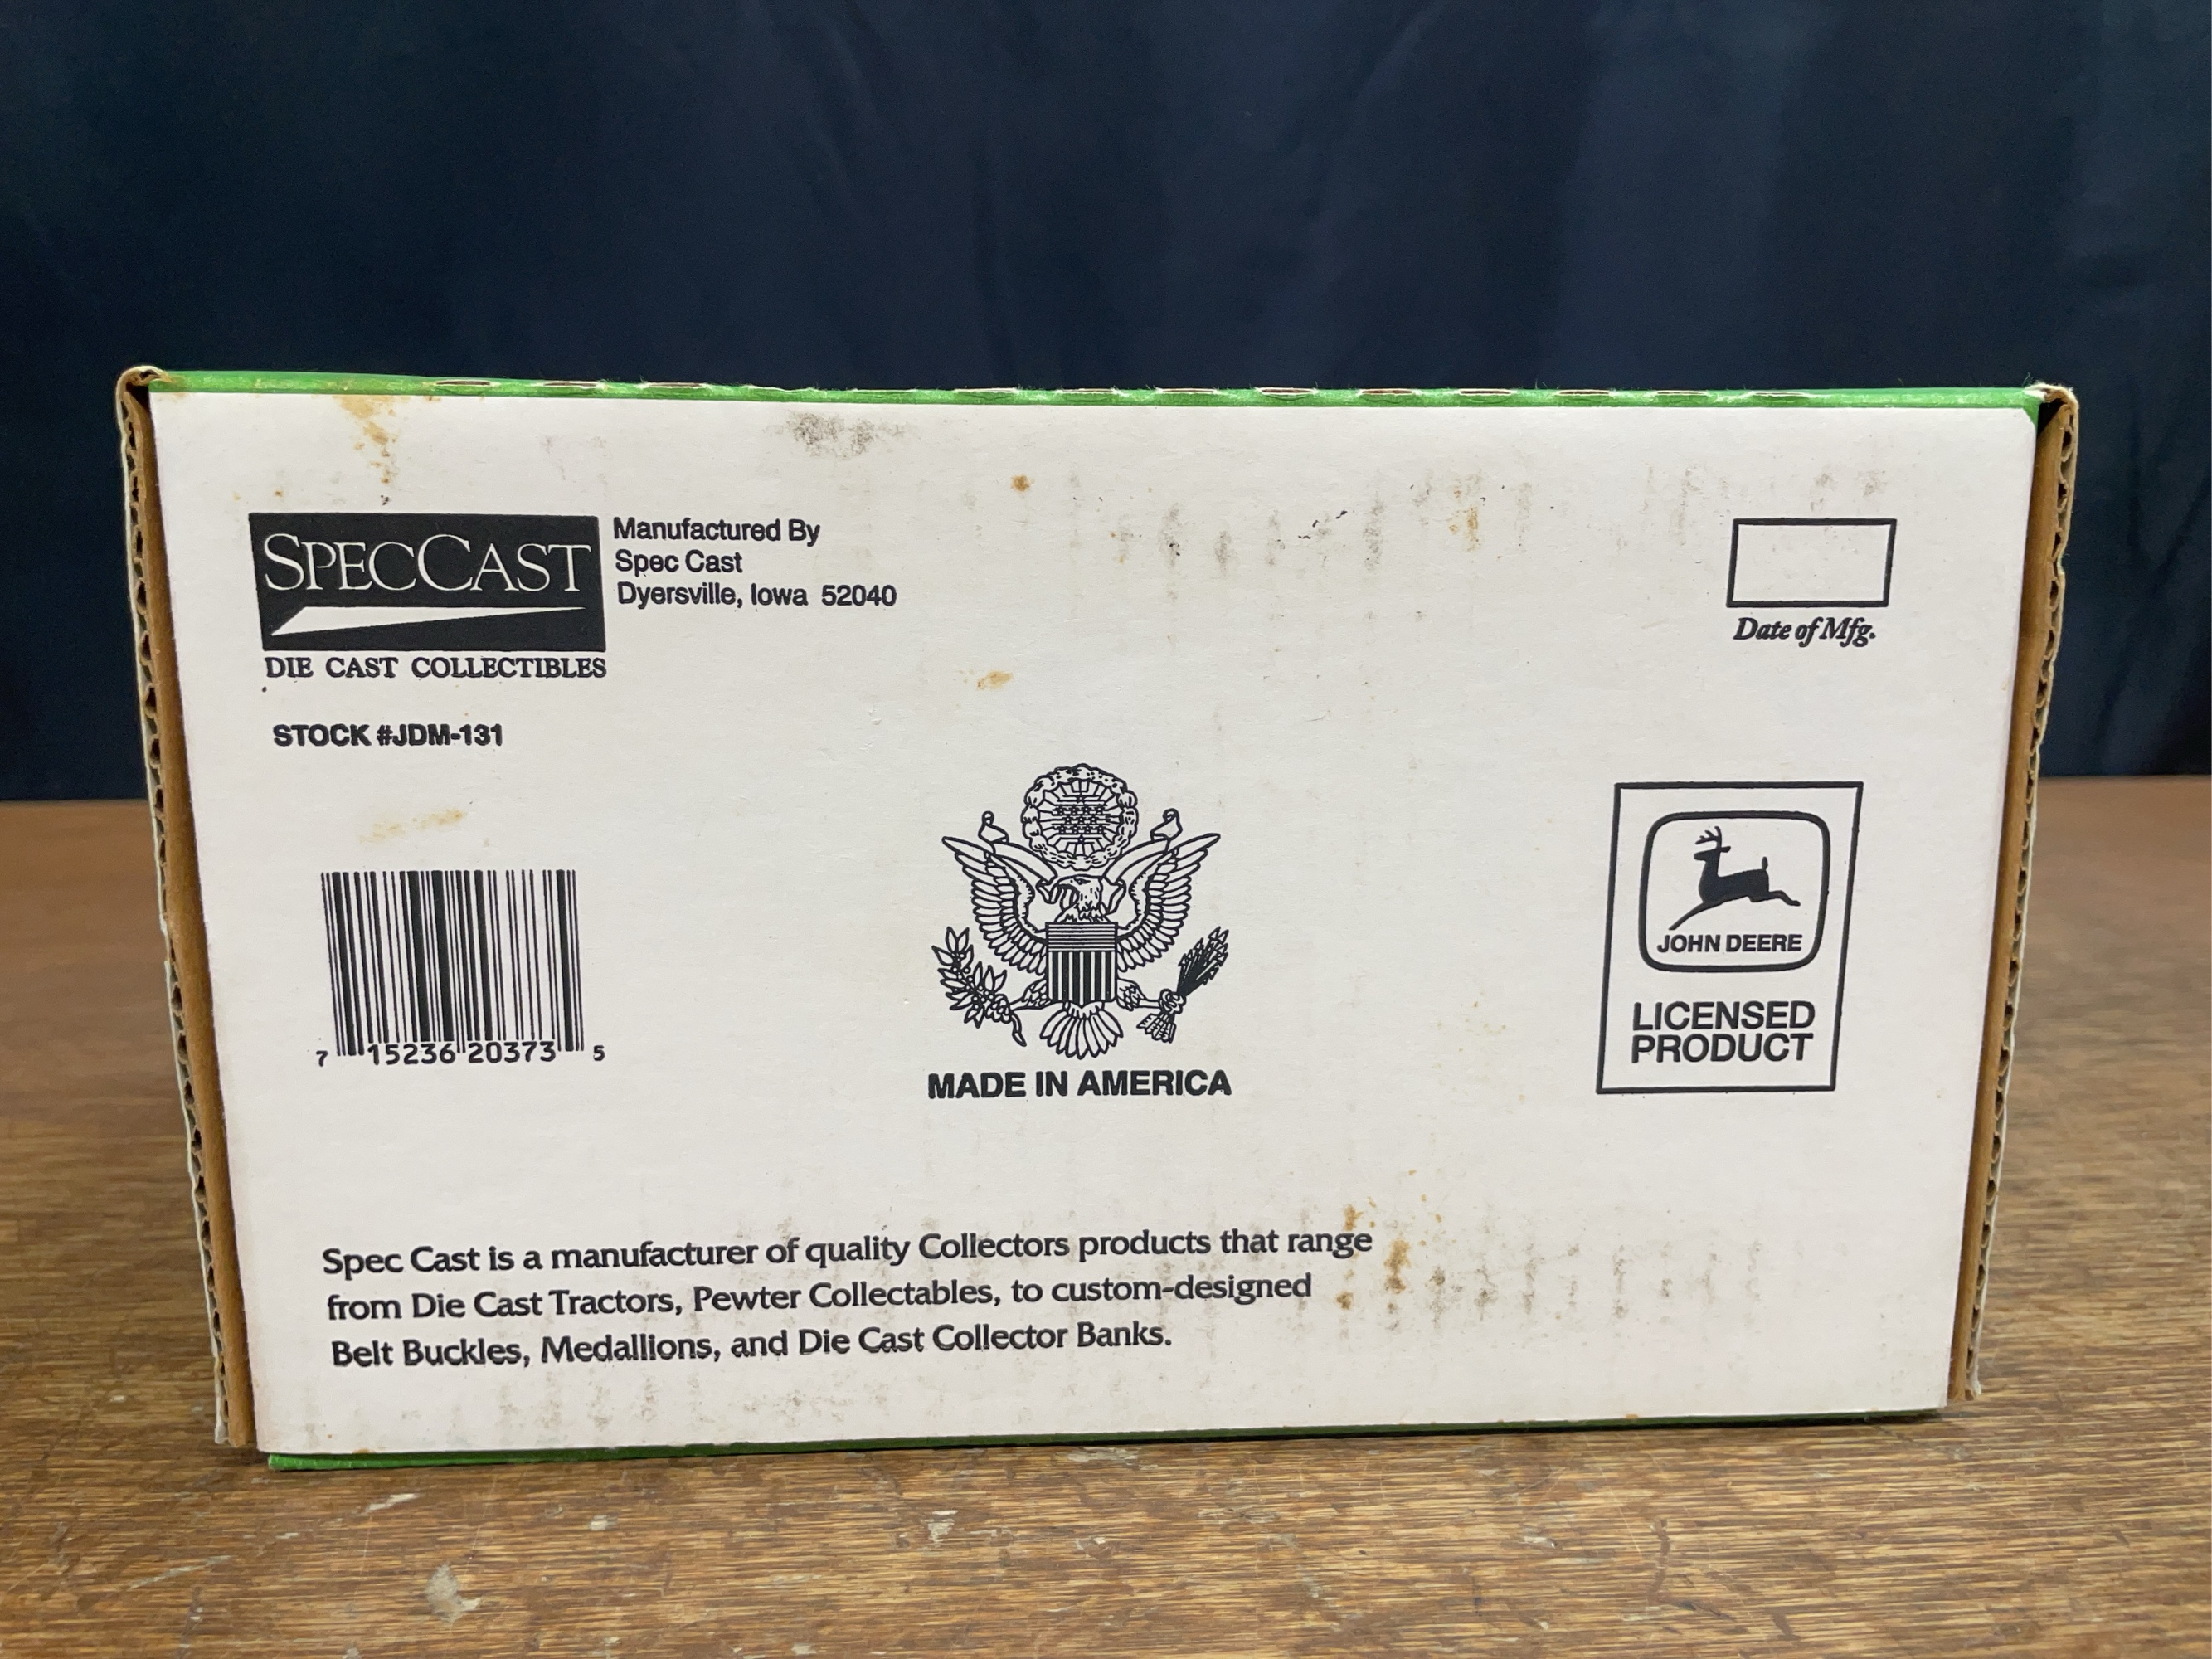 SPECCAST
DIE CAST COLLECTIBLES
Manufactured By
Spec Cast
Dyersville, Iowa 52040
Date of Mfg.
STOCK #JDM-131
7 15236 20373 5
MADE IN AMERICA
JOHN DEERE
LICENSED
PRODUCT
Spec Cast is a manufacturer of quality Collectors products that range
from Die Cast Tractors, Pewter Collectables, to custom-designed
Belt Buckles, Medallions, and Die Cast Collector Banks.